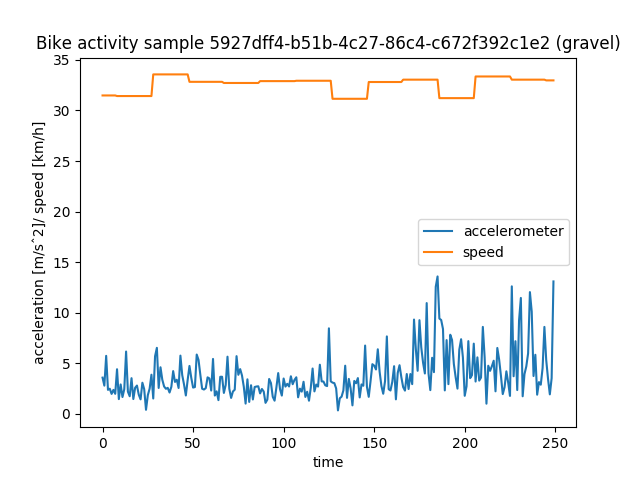 Bike activity sample 5927dff4-b51b-4c27-86c4-c672f392c1e2 (gravel)
35
30
25
20
15
10
5
0
acceleration [m/s^2]/ speed [km/h]
accelerometer
speed
0 50 100 150 200 250
time